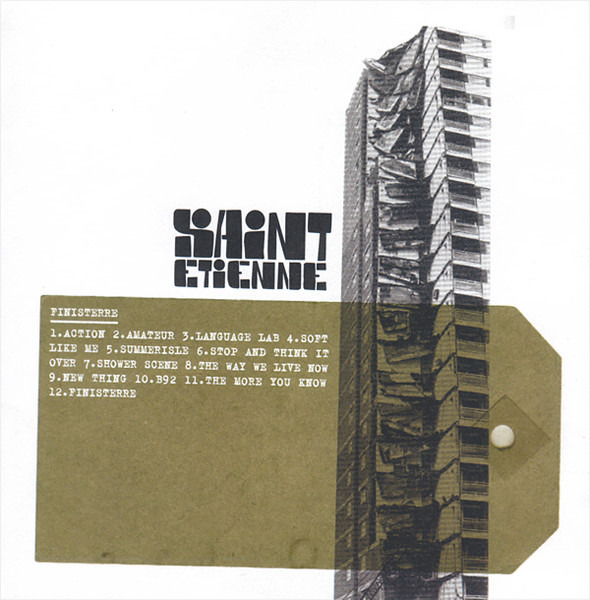 SAINT
ETIENNE
FINISTERRE
1.ACTION 2.AMATEUR 3.LANGUAGE LAB 4.SOFT
LIKE ME 5.SUMMERISLE 6.STOP AND THINK IT
OVER 7.SHOWER SCENE 8.THE WAY WE LIVE NOW
9.NEW THING 10.B92 11.THE MORE YOU KNOW
12.FINISTERRE